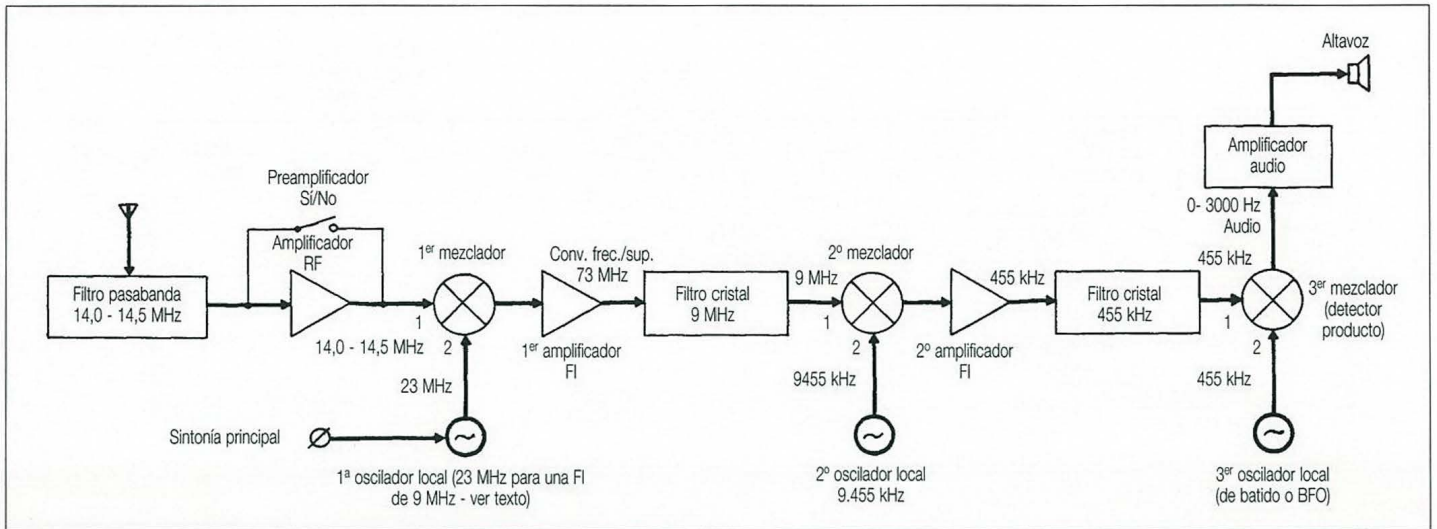 Altavoz
Amplificador
audio
0- 3000 Hz
Audio
455 kHz
Preamplificador
Sí/No
Amplificador
RF
Filtro pasabanda
14,0 - 14,5 MHz
14,0 - 14,5 MHz
1er mezclador
1
2
23 MHz
Sintonía principal
1ª oscilador local (23 MHz para una FI
de 9 MHz - ver texto)
Conv. frec./sup.
73 MHz
1er amplificador
FI
Filtro cristal
9 MHz
9 MHz
2º mezclador
1
2
9455 kHz
2º oscilador local
9.455 kHz
455 kHz
2º amplificador
FI
Filtro cristal
455 kHz
1
2
3er mezclador
(detector
producto)
455 kHz
3er oscilador local
(de batido o BFO)